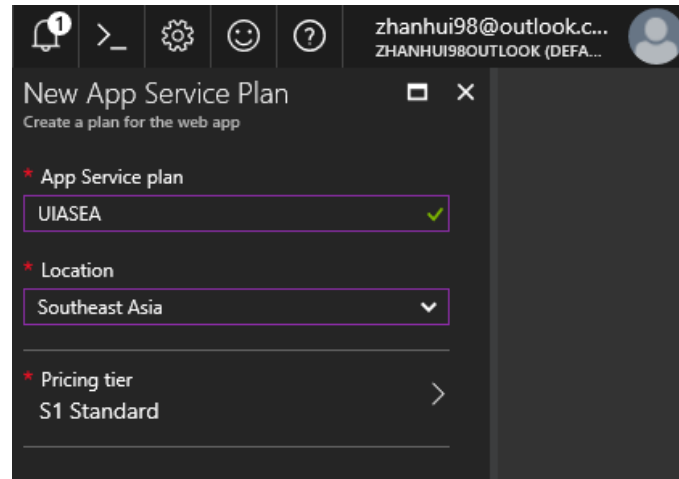 1
>_
?
zhanhui98@outlook.c...
ZHANHUI98OUTLOOK (DEFA...
New App Service Plan
Create a plan for the web app
* App Service plan
UIASEA
* Location
Southeast Asia
* Pricing tier
S1 Standard